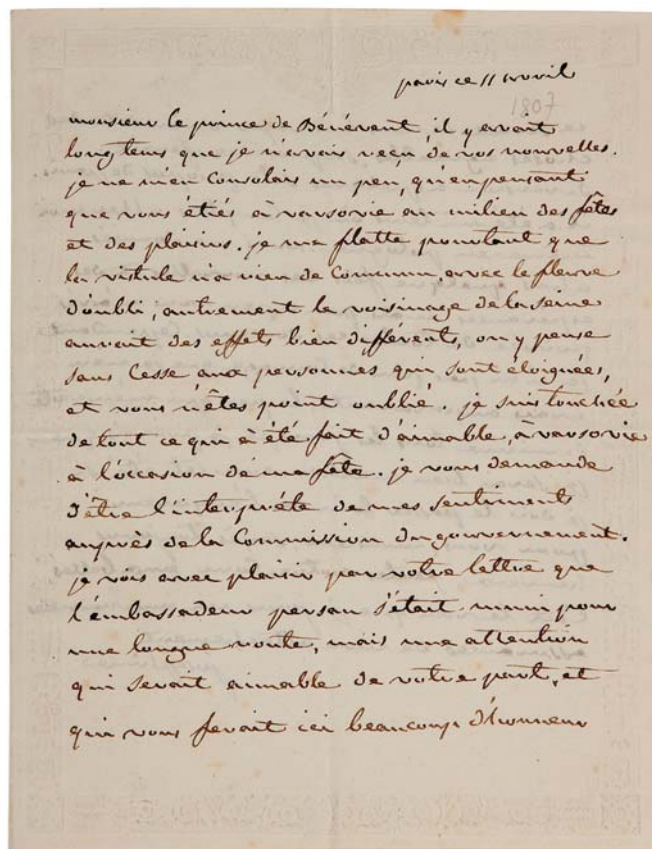 paris ce 11 avril
1807
monsieur le prince de Bénévent, il y avait
longtems que je n'avais reçu de vos nouvelles.
je ne m'en consolais un peu, qu'en pensant
que vous étiés à varsovie au milieu des fêtes
et des plaisirs. je me flatte pourtant que
la vistule n'a rien de commun, avec le fleuve
d'oubli; autrement le voisinage de la seine
aurait des effets bien différents, on y pense
sans cesse aux personnes qui sont éloignées,
et vous n'êtes point oublié. je suis touchée
de tout ce qui à été fait d'aimable, à varsovie
à l'occasion de ma fête. je vous demande
d'être l'interprète de mes sentiments
auprès de la Commission du gouvernement.
je vois avec plaisir par votre lettre que
l'embassadeur persan s'était muni pour
une longue route, mais une attention
qui serait aimable de votre part, et
qui vous ferait ici beaucoup d'honneur